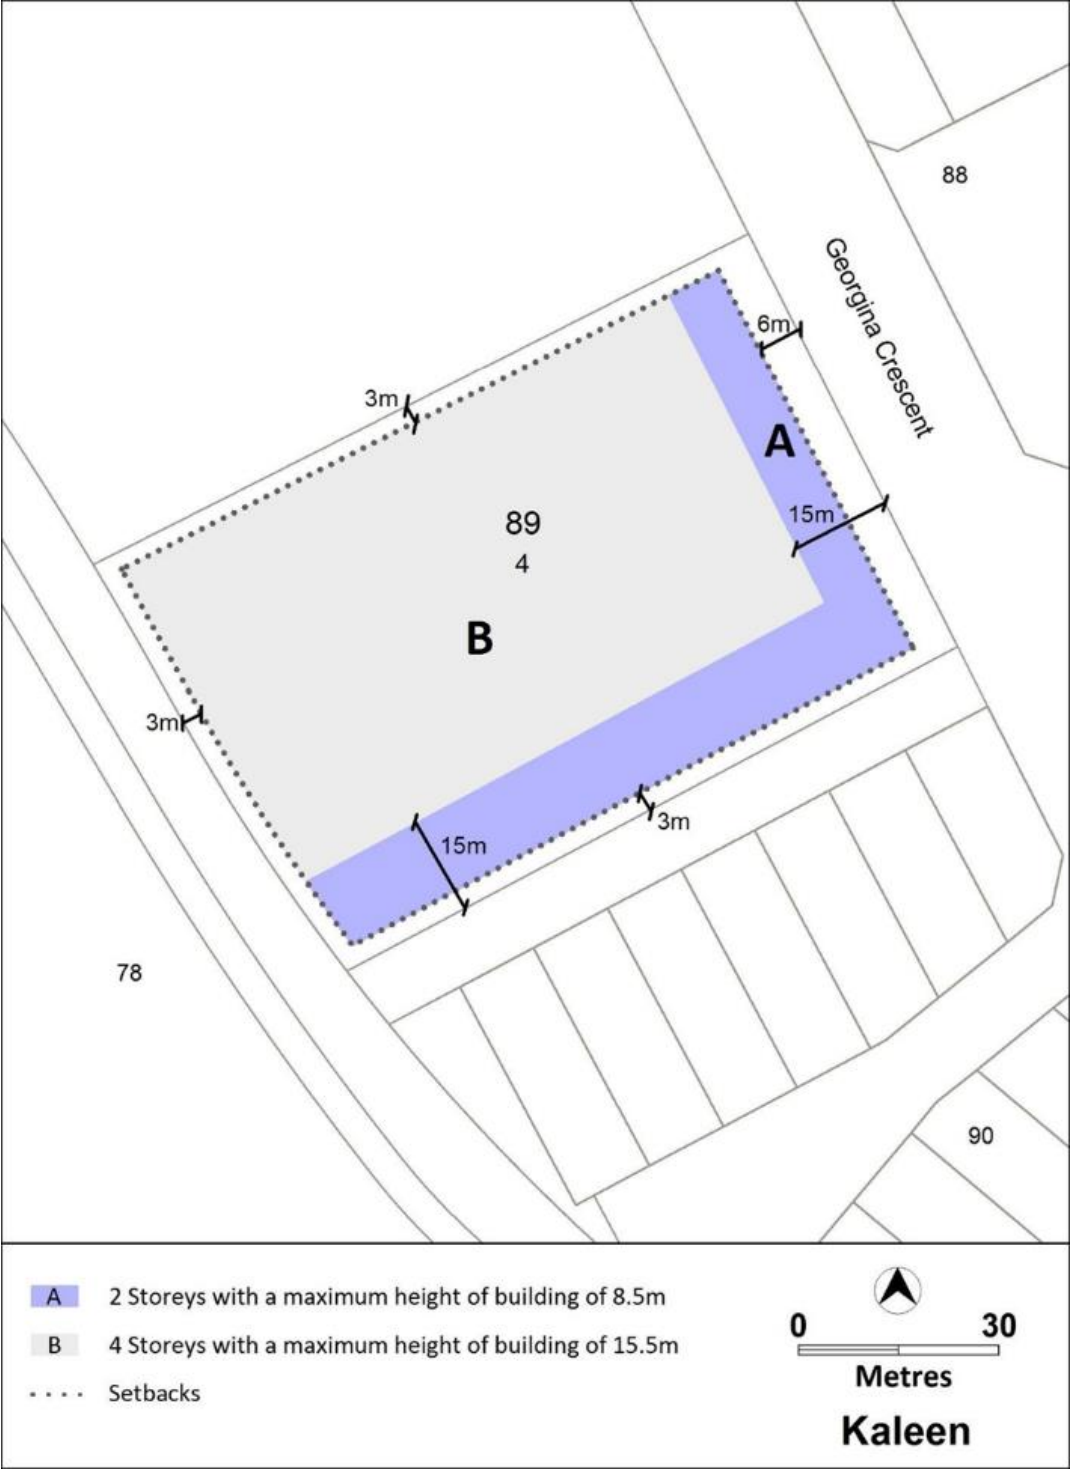 88
Georgina Crescent
6m
3m
A
15m
89
4
B
3m
15m
3m
78
90
A 2 Storeys with a maximum height of building of 8.5m
B 4 Storeys with a maximum height of building of 15.5m
Setbacks
0 30
Metres
Kaleen